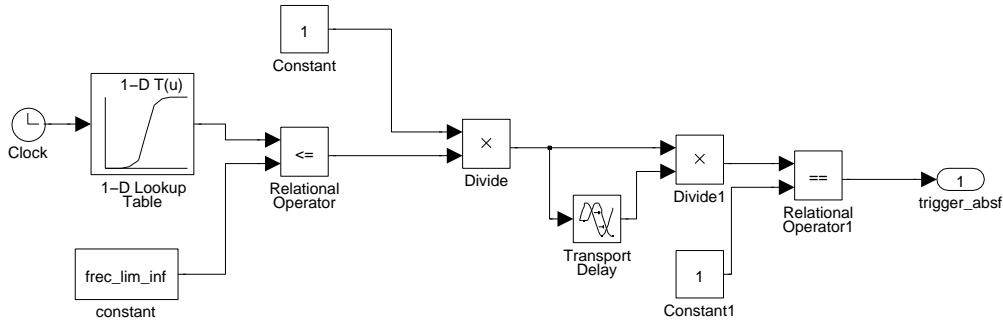 1
Constant
1−D T(u)
Clock
1−D Lookup
Table
<=
Relational
Operator
frec_lim_inf
constant
×
Divide
Transport
Delay
×
Divide1
1
Constant1
==
Relational
Operator1
1
trigger_absf